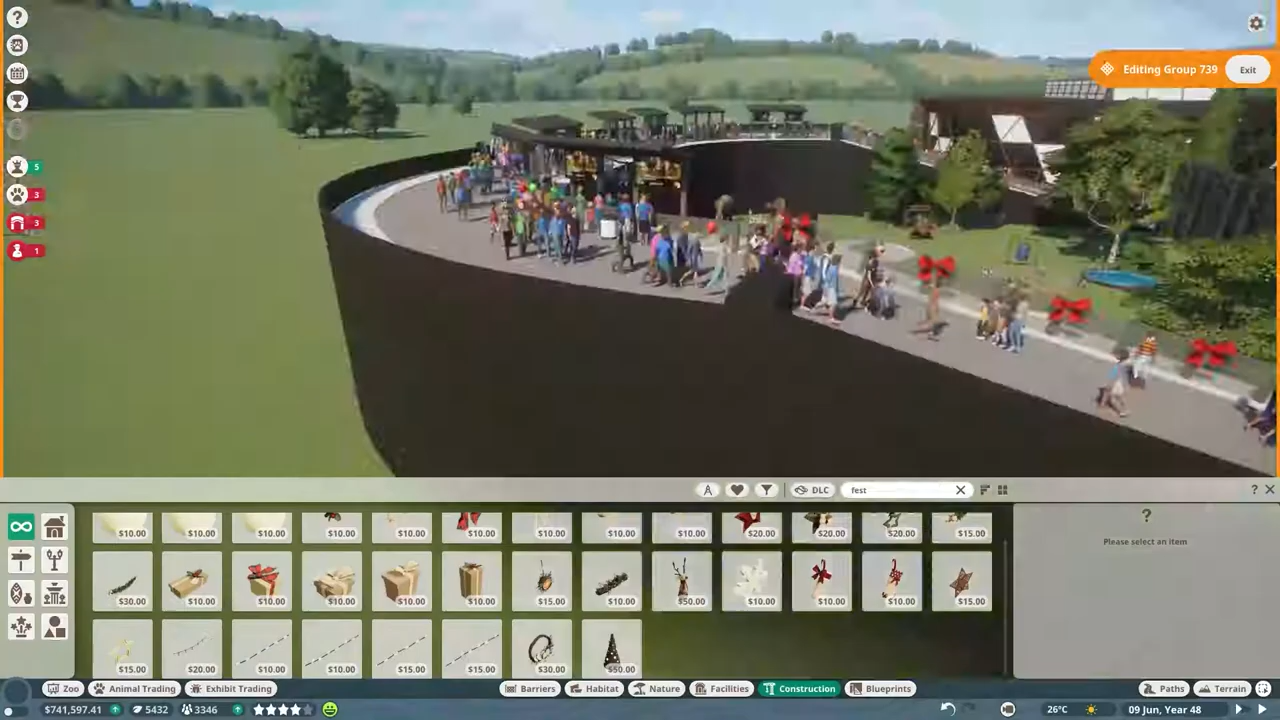 ?
Editing Group 739
Exit
5
3
3
1
DLC
fest
?
$10.00 $10.00 $10.00 $10.00 $10.00 $10.00 $10.00 $10.00 $10.00 $20.00 $20.00 $20.00 $15.00
$30.00 $10.00 $10.00 $10.00 $10.00 $10.00 $15.00 $10.00 $50.00 $10.00 $10.00 $10.00 $15.00
$15.00 $20.00 $10.00 $10.00 $15.00 $15.00 $30.00 $50.00
?
Please select an item
Zoo Animal Trading Exhibit Trading Barriers Habitat Nature Facilities Construction Blueprints Paths Terrain
$741,597.41 5432 3346 26°C 09 Jun, Year 48